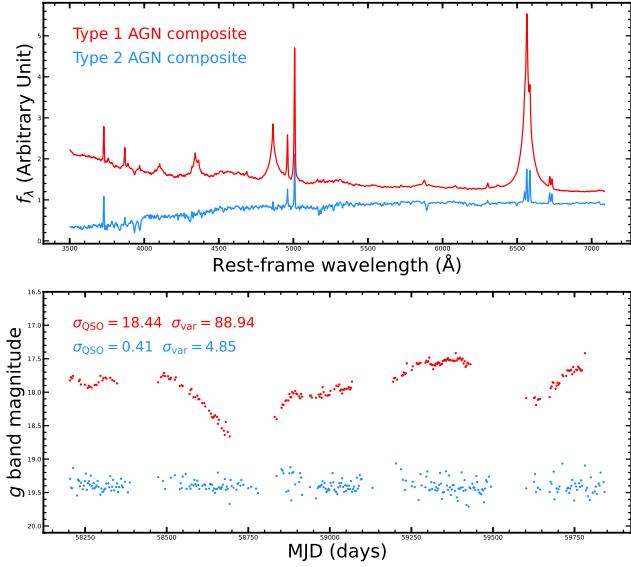 Type 1 AGN composite
Type 2 AGN composite
f_λ (Arbitrary Unit)
5
4
3
2
1
0
3500 4000 4500 5000 5500 6000 6500 7000
Rest-frame wavelength (Å)
σ_QSO = 18.44 σ_var = 88.94
σ_QSO = 0.41 σ_var = 4.85
g band magnitude
16.5
17.0
17.5
18.0
18.5
19.0
19.5
20.0
58250 58500 58750 59000 59250 59500 59750
MJD (days)